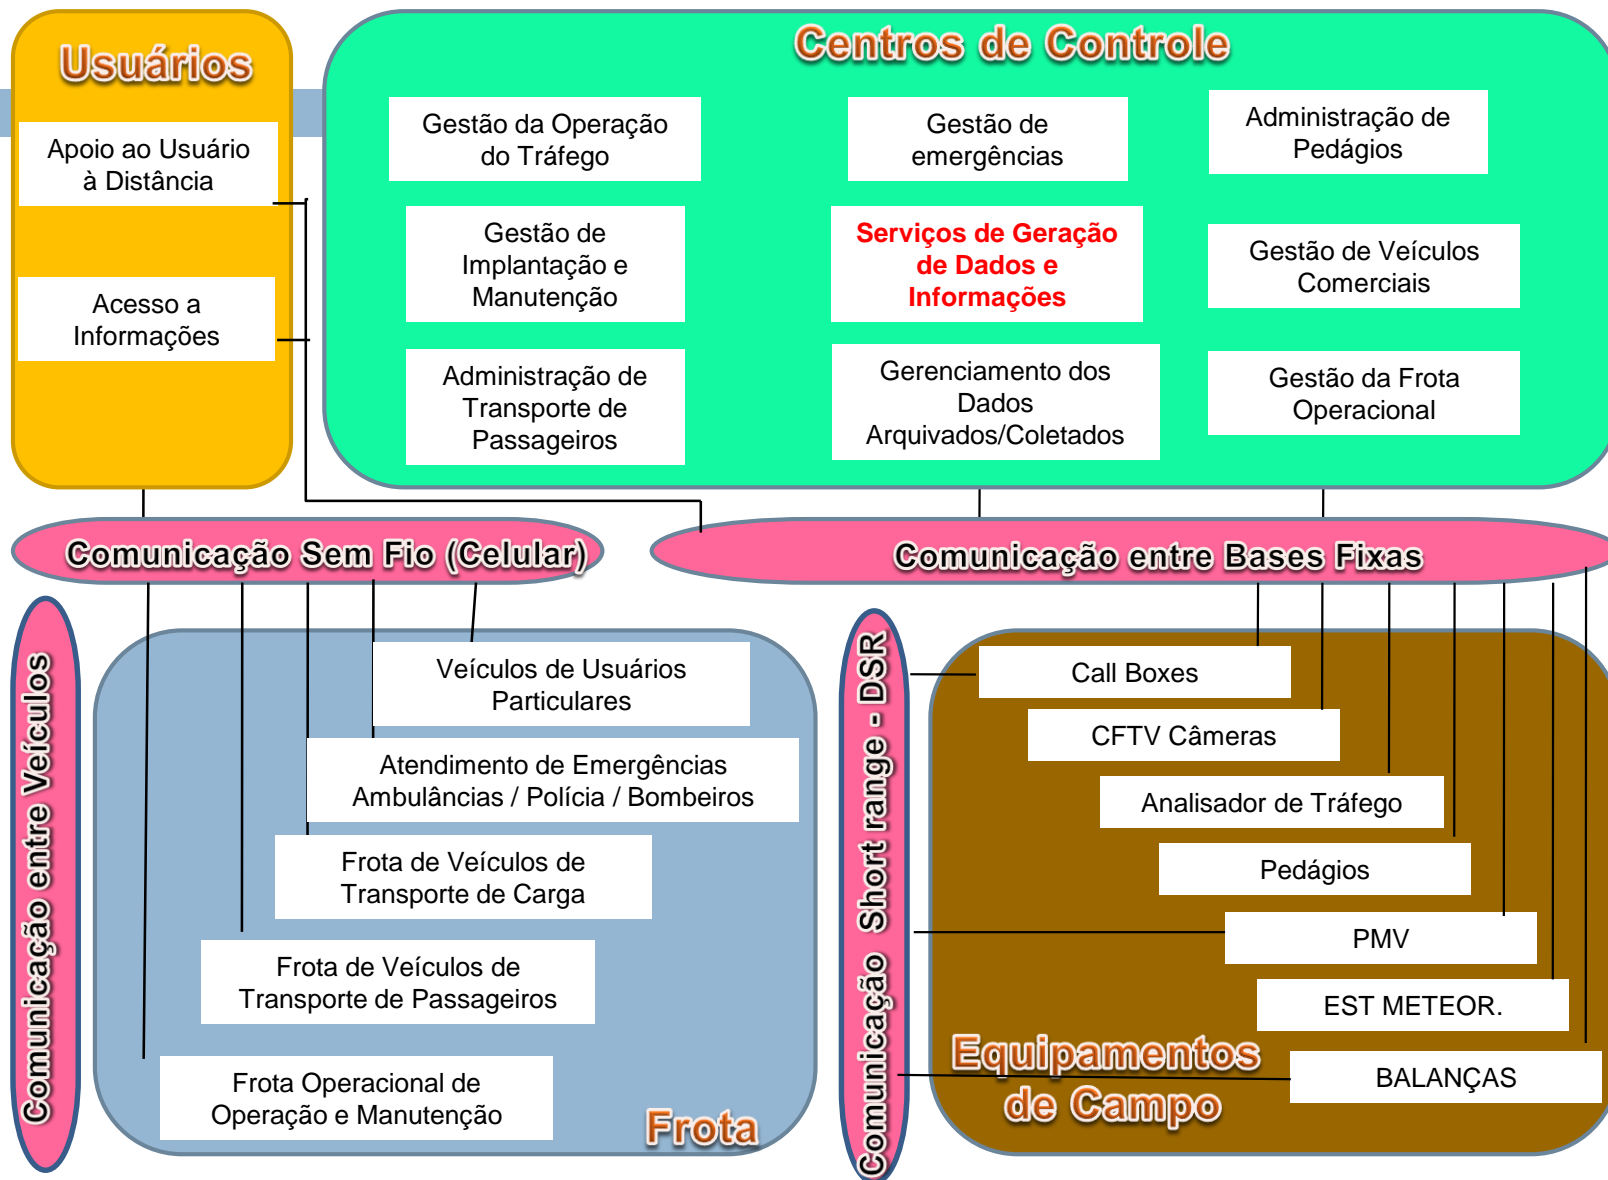 Usuários
Apoio ao Usuário
à Distância
Acesso a
Informações
Centros de Controle
Gestão da Operação
do Tráfego
Gestão de
emergências
Administração de
Pedágios
Gestão de
Implantação e
Manutenção
Serviços de Geração
de Dados e
Informações
Gestão de Veículos
Comerciais
Administração de
Transporte de
Passageiros
Gerenciamento dos
Dados
Arquivados/Coletados
Gestão da Frota
Operacional
Comunicação Sem Fio (Celular)
Comunicação entre Bases Fixas
Comunicação entre Veículos
Veículos de Usuários
Particulares
Atendimento de Emergências
Ambulâncias / Polícia / Bombeiros
Frota de Veículos de
Transporte de Carga
Frota de Veículos de
Transporte de Passageiros
Frota Operacional de
Operação e Manutenção
Frota
Comunicação Short range - DSR
Call Boxes
CFTV Câmeras
Analisador de Tráfego
Pedágios
PMV
EST METEOR.
BALANÇAS
Equipamentos
de Campo